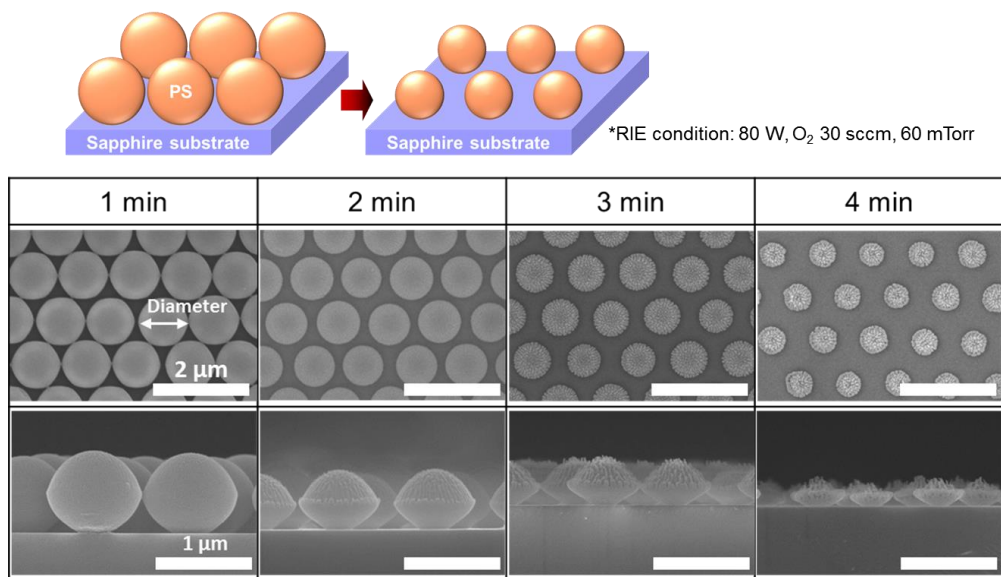 PS
Sapphire substrate
Sapphire substrate
*RIE condition: 80 W, O₂ 30 sccm, 60 mTorr
1 min
2 min
3 min
4 min
Diameter
2 μm
1 μm